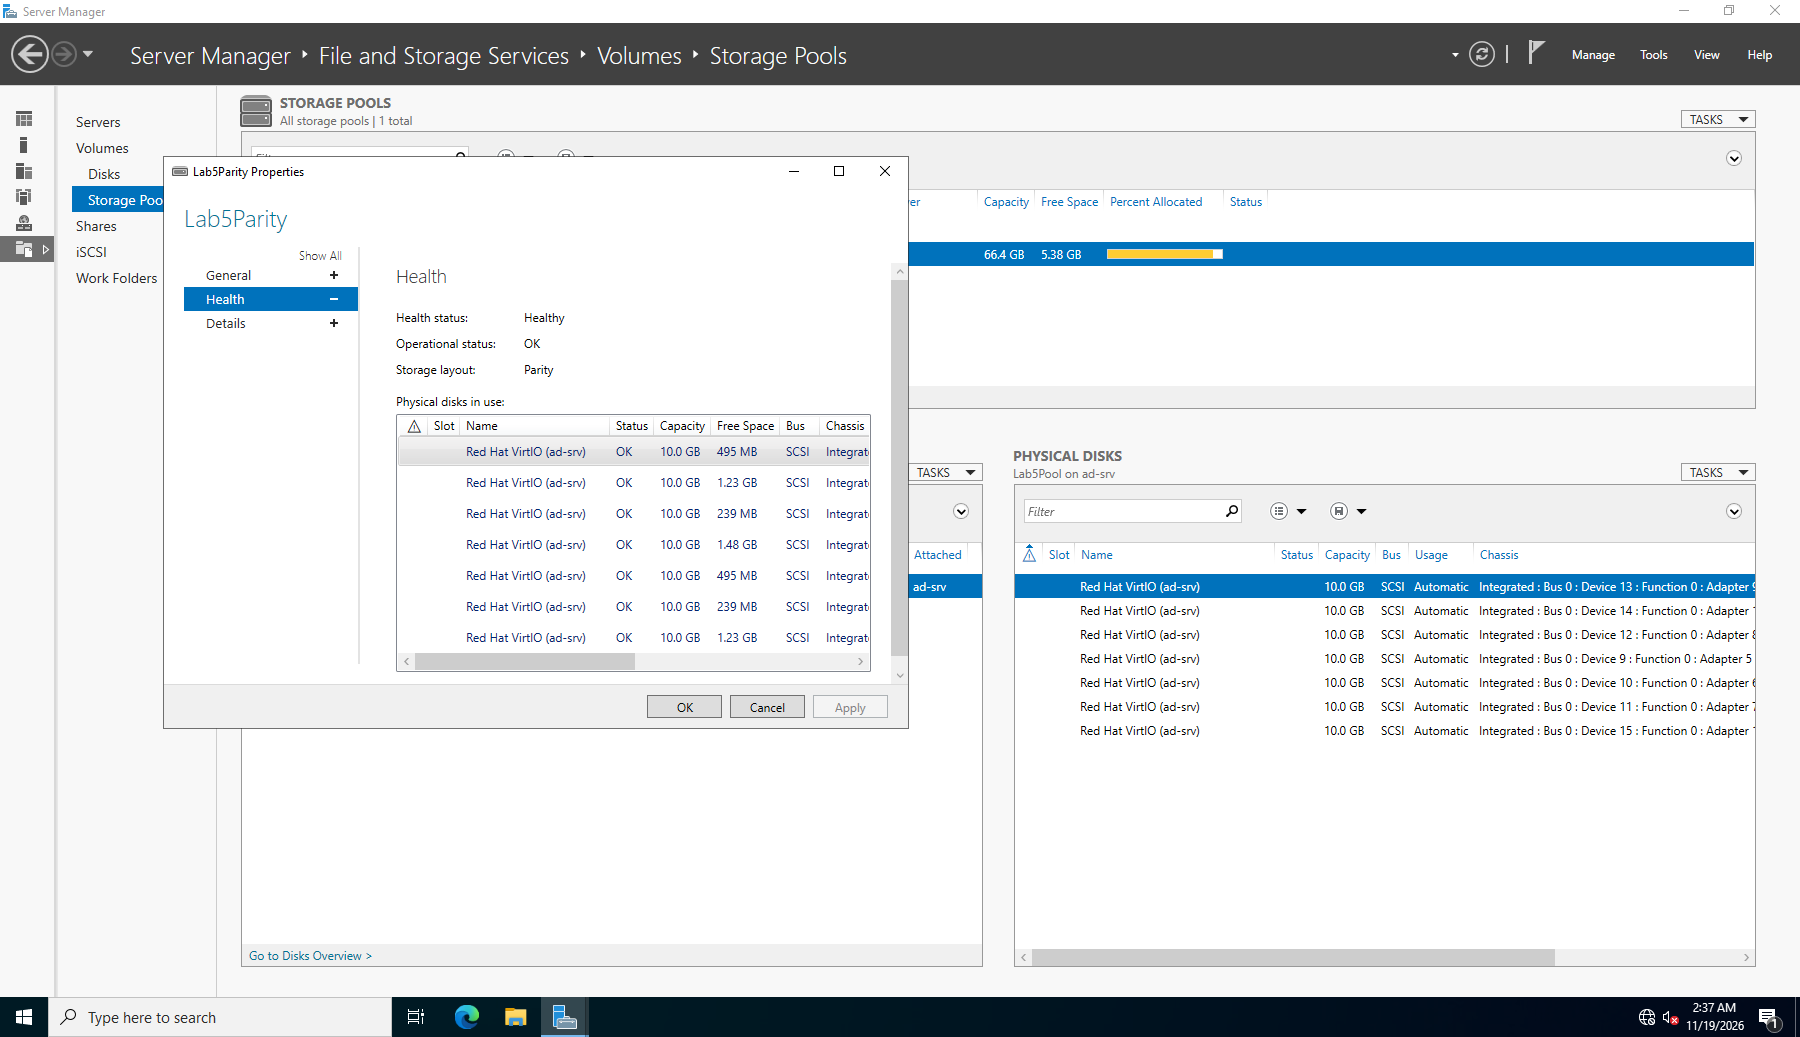 Server Manager
Server Manager ‣ File and Storage Services ‣ Volumes ‣ Storage Pools
Manage Tools View Help
Servers
Volumes
Disks
Storage Poo
Shares
iSCSI
Work Folders
STORAGE POOLS
All storage pools | 1 total
TASKS
Capacity Free Space Percent Allocated Status
66.4 GB 5.38 GB
Lab5Parity Properties
Lab5Parity
Show All
General +
Health −
Details +
Health
Health status: Healthy
Operational status: OK
Storage layout: Parity
Physical disks in use:
Slot Name Status Capacity Free Space Bus Chassis
Red Hat VirtIO (ad-srv) OK 10.0 GB 495 MB SCSI Integrat
Red Hat VirtIO (ad-srv) OK 10.0 GB 1.23 GB SCSI Integrat
Red Hat VirtIO (ad-srv) OK 10.0 GB 239 MB SCSI Integrat
Red Hat VirtIO (ad-srv) OK 10.0 GB 1.48 GB SCSI Integrat
Red Hat VirtIO (ad-srv) OK 10.0 GB 495 MB SCSI Integrat
Red Hat VirtIO (ad-srv) OK 10.0 GB 239 MB SCSI Integrat
Red Hat VirtIO (ad-srv) OK 10.0 GB 1.23 GB SCSI Integrat
OK Cancel Apply
TASKS
Attached
ad-srv
Go to Disks Overview >
PHYSICAL DISKS
Lab5Pool on ad-srv
TASKS
Filter
Slot Name Status Capacity Bus Usage Chassis
Red Hat VirtIO (ad-srv) 10.0 GB SCSI Automatic Integrated : Bus 0 : Device 13 : Function 0 : Adapter 9
Red Hat VirtIO (ad-srv) 10.0 GB SCSI Automatic Integrated : Bus 0 : Device 14 : Function 0 : Adapter
Red Hat VirtIO (ad-srv) 10.0 GB SCSI Automatic Integrated : Bus 0 : Device 12 : Function 0 : Adapter 8
Red Hat VirtIO (ad-srv) 10.0 GB SCSI Automatic Integrated : Bus 0 : Device 9 : Function 0 : Adapter 5
Red Hat VirtIO (ad-srv) 10.0 GB SCSI Automatic Integrated : Bus 0 : Device 10 : Function 0 : Adapter 6
Red Hat VirtIO (ad-srv) 10.0 GB SCSI Automatic Integrated : Bus 0 : Device 11 : Function 0 : Adapter 7
Red Hat VirtIO (ad-srv) 10.0 GB SCSI Automatic Integrated : Bus 0 : Device 15 : Function 0 : Adapter
Type here to search
2:37 AM
11/19/2026
1